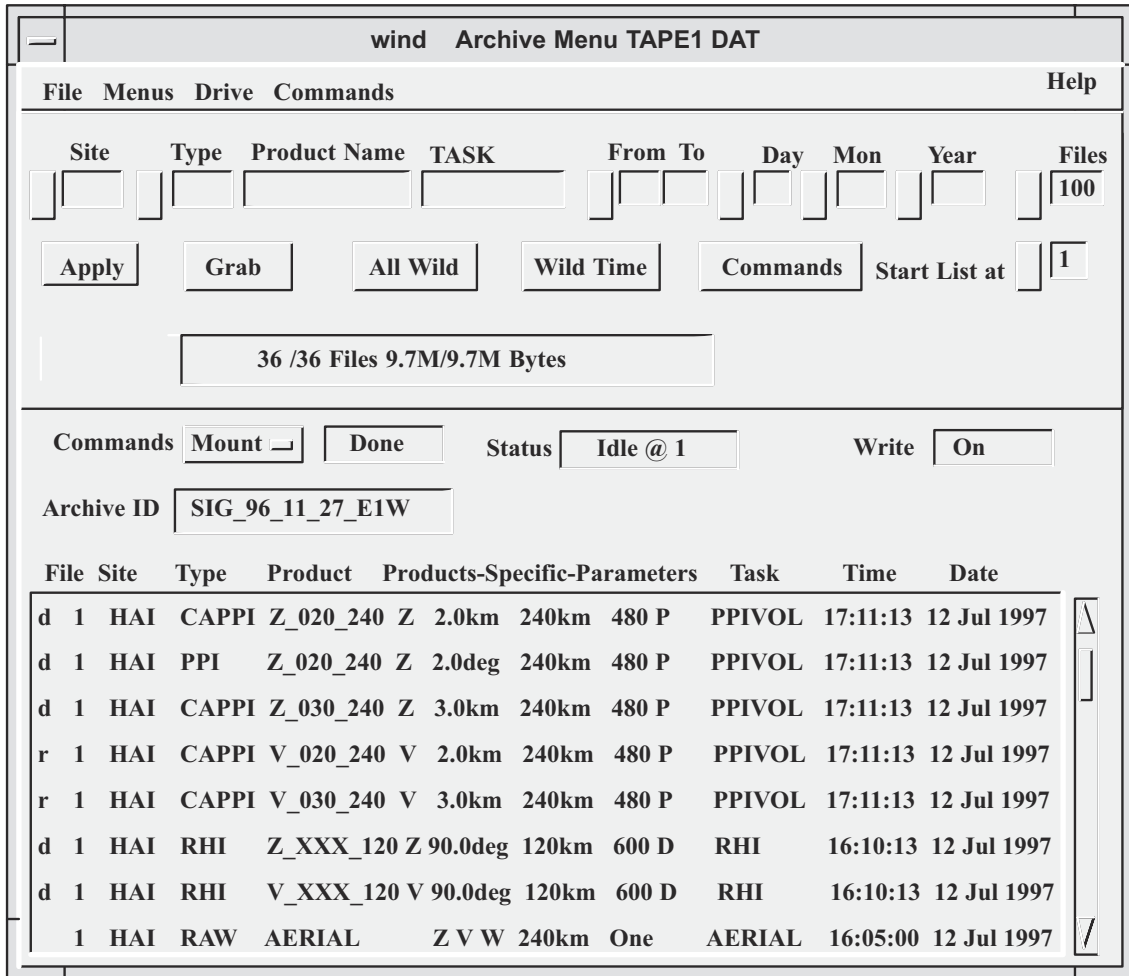 wind Archive Menu TAPE1 DAT
File Menus Drive Commands Help
Site Type Product Name TASK From To Day Mon Year Files
100
Apply Grab All Wild Wild Time Commands Start List at 1
36 /36 Files 9.7M/9.7M Bytes
Commands Mount Done Status Idle @ 1 Write On
Archive ID SIG_96_11_27_E1W
File Site Type Product Products-Specific-Parameters Task Time Date
d 1 HAI CAPPI Z_020_240 Z 2.0km 240km 480 P PPIVOL 17:11:13 12 Jul 1997
d 1 HAI PPI Z_020_240 Z 2.0deg 240km 480 P PPIVOL 17:11:13 12 Jul 1997
d 1 HAI CAPPI Z_030_240 Z 3.0km 240km 480 P PPIVOL 17:11:13 12 Jul 1997
r 1 HAI CAPPI V_020_240 V 2.0km 240km 480 P PPIVOL 17:11:13 12 Jul 1997
r 1 HAI CAPPI V_030_240 V 3.0km 240km 480 P PPIVOL 17:11:13 12 Jul 1997
d 1 HAI RHI Z_XXX_120 Z 90.0deg 120km 600 D RHI 16:10:13 12 Jul 1997
d 1 HAI RHI V_XXX_120 V 90.0deg 120km 600 D RHI 16:10:13 12 Jul 1997
1 HAI RAW AERIAL Z V W 240km One AERIAL 16:05:00 12 Jul 1997